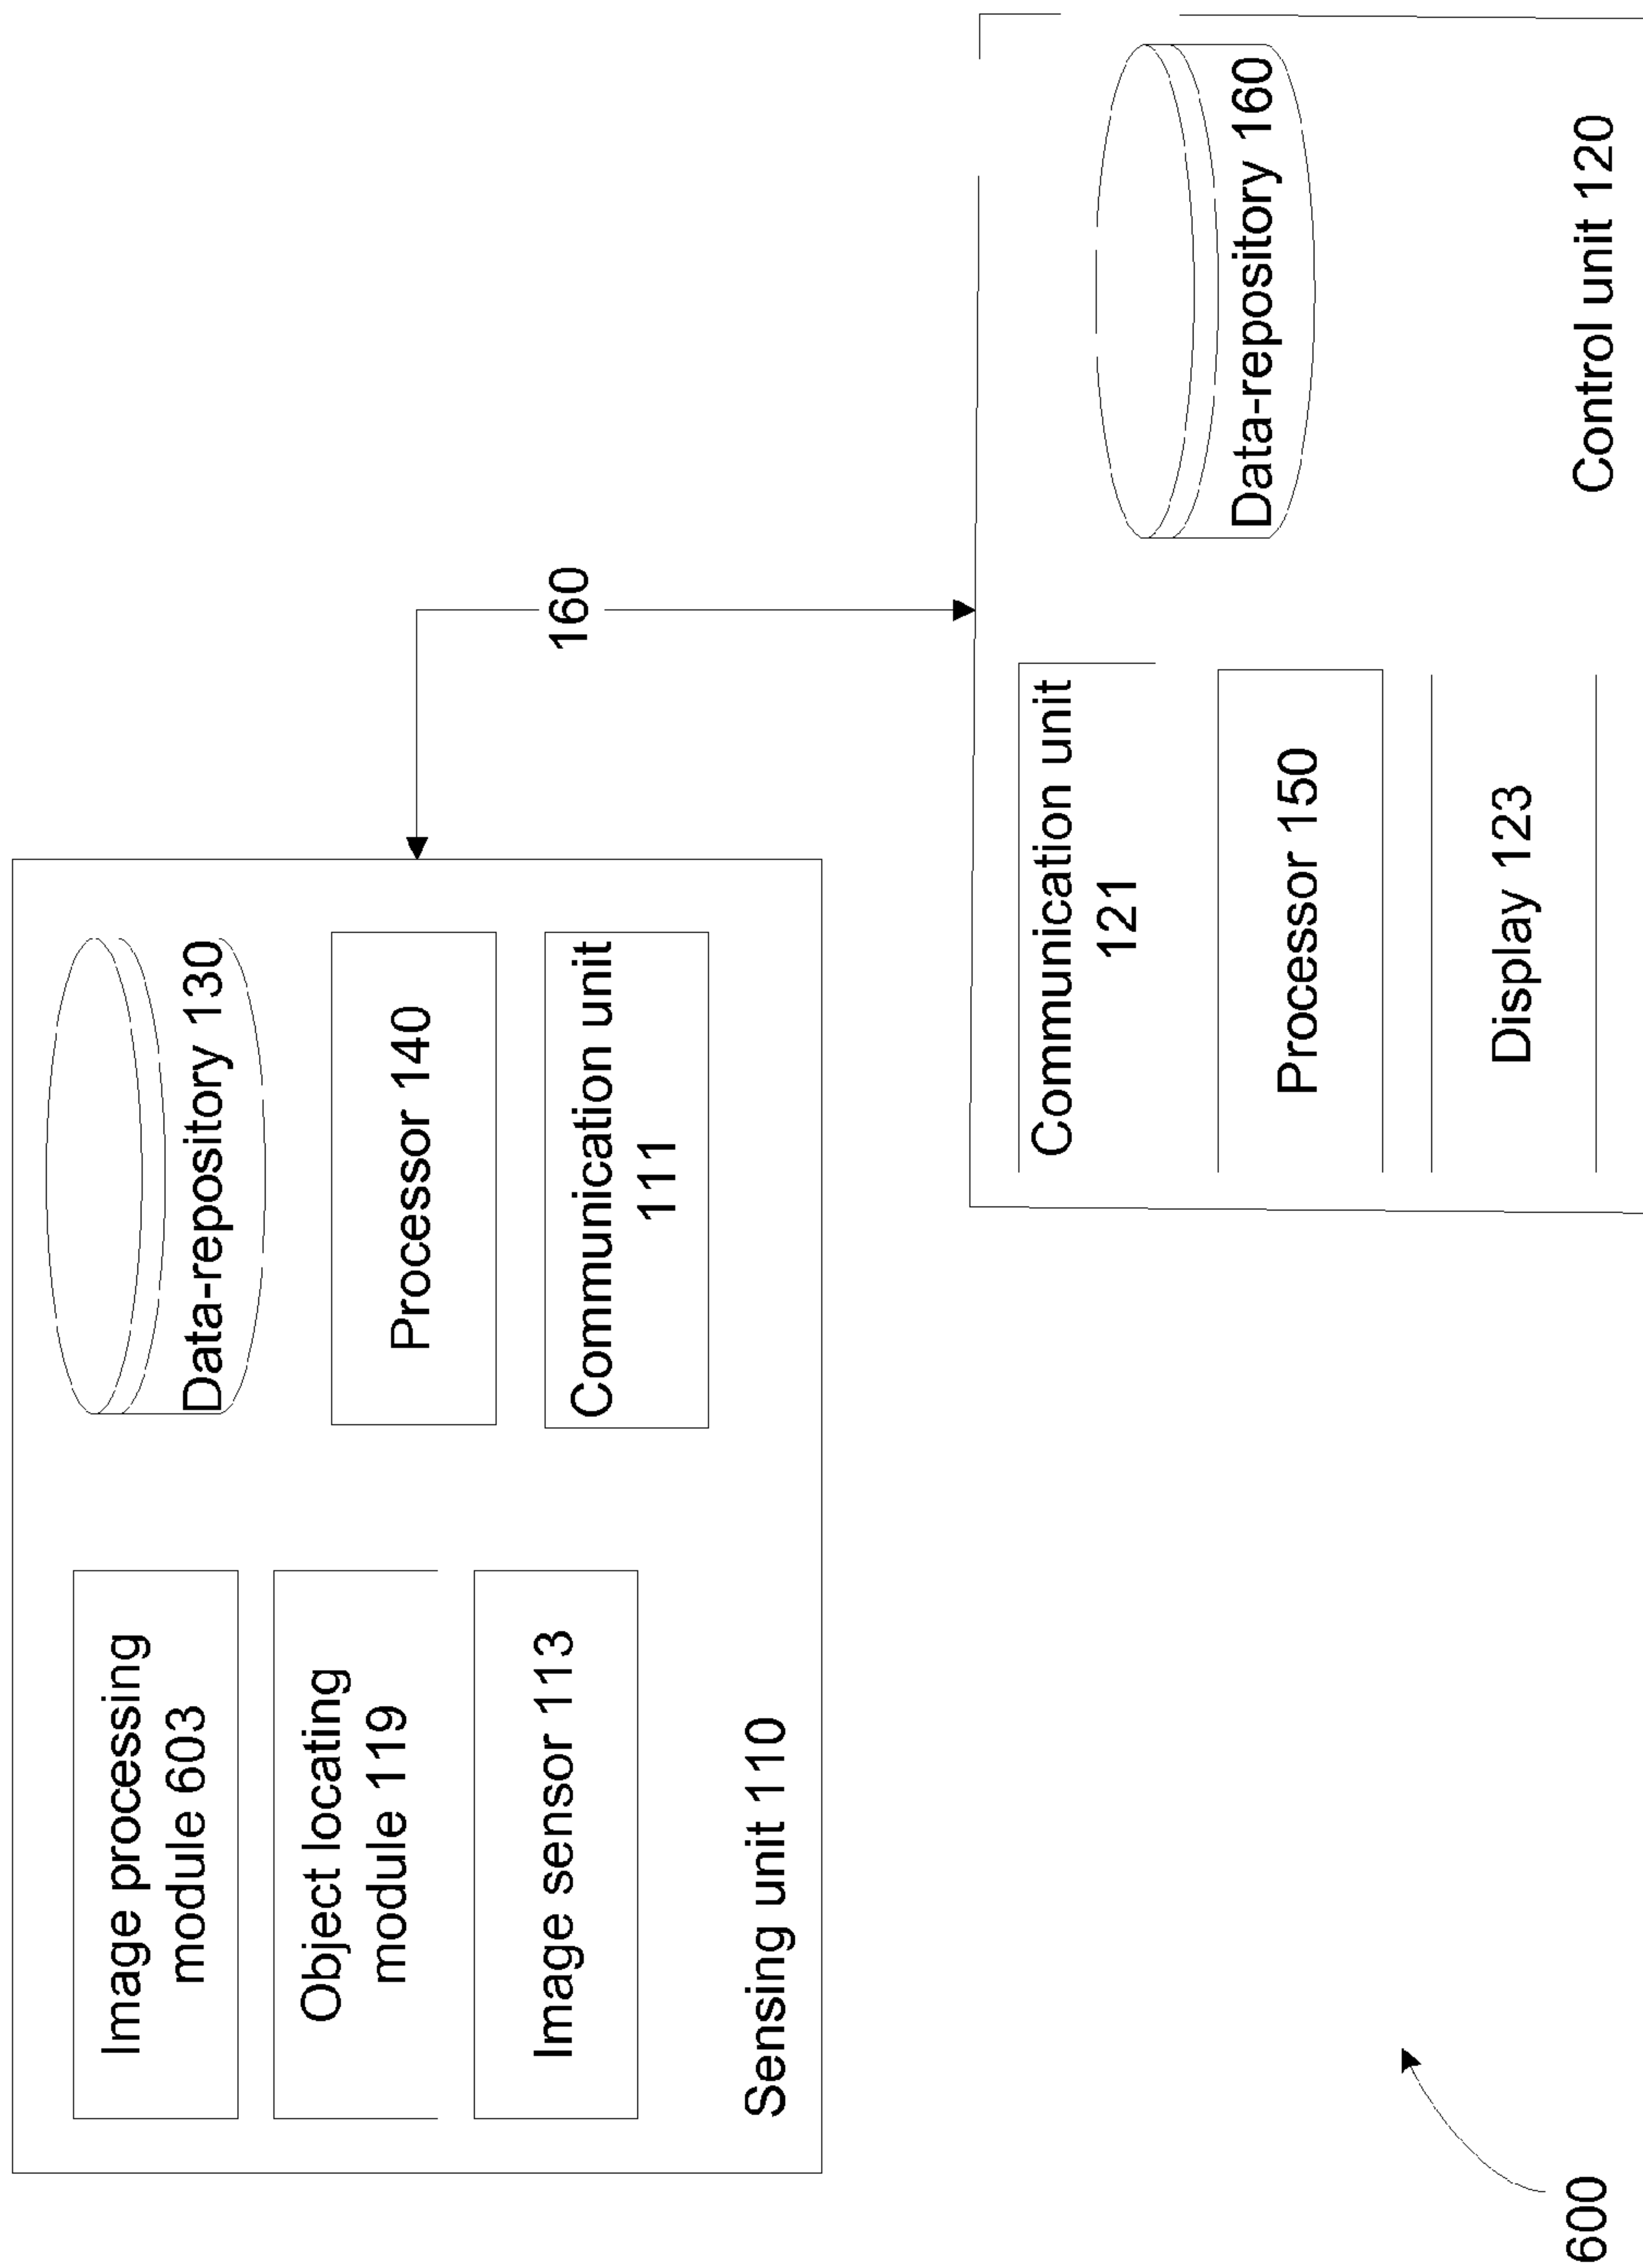 Image processing
module 603
Object locating
module 119
Image sensor 113
Sensing unit 110
Data-repository 130
Processor 140
Communication unit
111
160
Communication unit
121
Processor 150
Display 123
Data-repository 160
Control unit 120
600